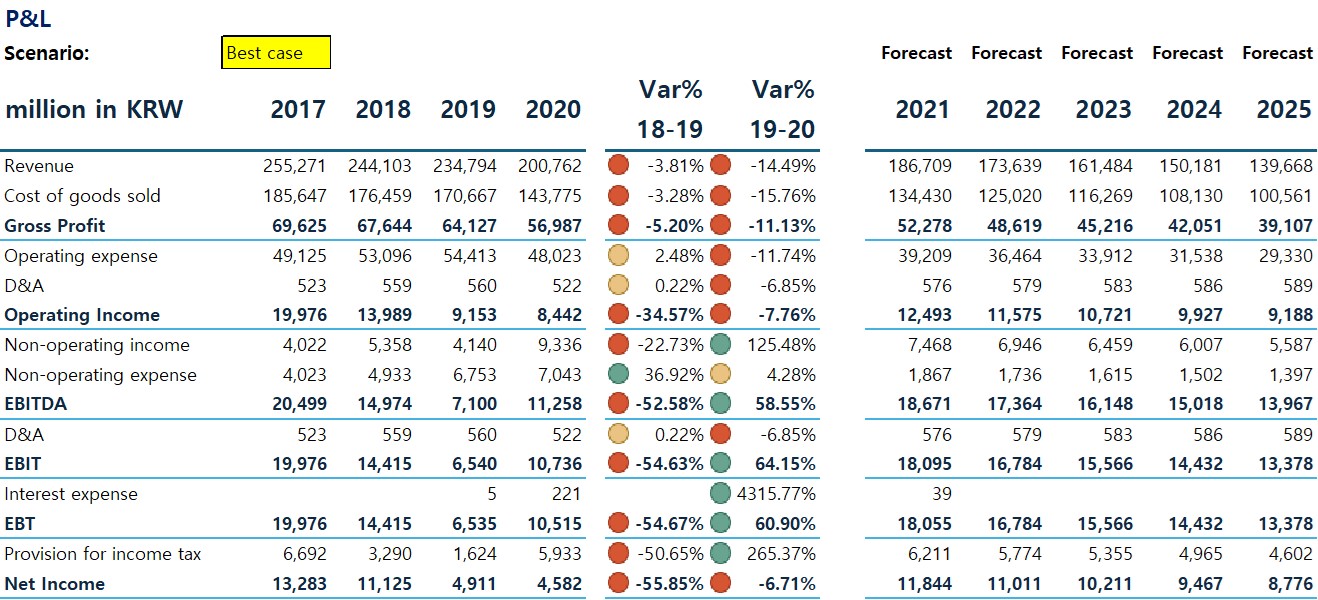 P&L
Scenario: Best case Forecast Forecast Forecast Forecast Forecast
million in KRW 2017 2018 2019 2020 Var% 18-19 Var% 19-20 2021 2022 2023 2024 2025
Revenue 255,271 244,103 234,794 200,762 -3.81% -14.49% 186,709 173,639 161,484 150,181 139,668
Cost of goods sold 185,647 176,459 170,667 143,775 -3.28% -15.76% 134,430 125,020 116,269 108,130 100,561
Gross Profit 69,625 67,644 64,127 56,987 -5.20% -11.13% 52,278 48,619 45,216 42,051 39,107
Operating expense 49,125 53,096 54,413 48,023 2.48% -11.74% 39,209 36,464 33,912 31,538 29,330
D&A 523 559 560 522 0.22% -6.85% 576 579 583 586 589
Operating Income 19,976 13,989 9,153 8,442 -34.57% -7.76% 12,493 11,575 10,721 9,927 9,188
Non-operating income 4,022 5,358 4,140 9,336 -22.73% 125.48% 7,468 6,946 6,459 6,007 5,587
Non-operating expense 4,023 4,933 6,753 7,043 36.92% 4.28% 1,867 1,736 1,615 1,502 1,397
EBITDA 20,499 14,974 7,100 11,258 -52.58% 58.55% 18,671 17,364 16,148 15,018 13,967
D&A 523 559 560 522 0.22% -6.85% 576 579 583 586 589
EBIT 19,976 14,415 6,540 10,736 -54.63% 64.15% 18,095 16,784 15,566 14,432 13,378
Interest expense 5 221 4315.77% 39
EBT 19,976 14,415 6,535 10,515 -54.67% 60.90% 18,055 16,784 15,566 14,432 13,378
Provision for income tax 6,692 3,290 1,624 5,933 -50.65% 265.37% 6,211 5,774 5,355 4,965 4,602
Net Income 13,283 11,125 4,911 4,582 -55.85% -6.71% 11,844 11,011 10,211 9,467 8,776